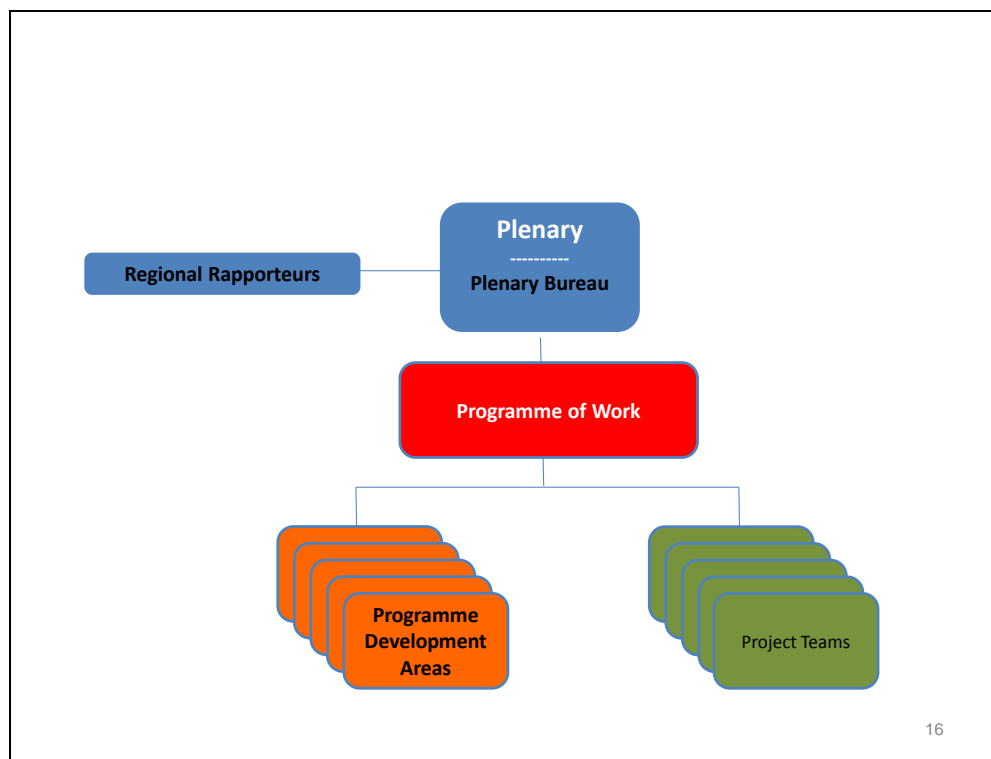 Plenary
----------
Plenary Bureau
Regional Rapporteurs
Programme of Work
Programme
Development
Areas
Project Teams
16